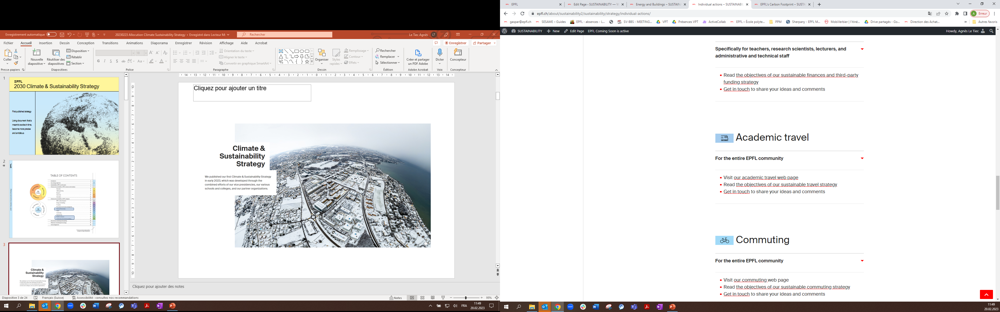 Enregistrement automatique
20230223 Allocution Climate Sustainability Strategy • Enregistré dans Lecteur M:
Rechercher
Le Tiec Agnès
LT
Fichier Accueil Insertion Dessin Conception Transitions Animations Diaporama Enregistrer Révision Affichage Aide Acrobat
Enregistrer
Partager
Coller
Nouvelle diapositive
Réutiliser des diapositives
Disposition
Rétablir
Section
18
G I S S ab AV Aa A
Orientation du texte
Aligner le texte
Convertir en graphique SmartArt
Organiser
Styles rapides
Remplissage
Contour
Effets
Rechercher
Remplacer
Sélectionner
Créer et partager un PDF Adobe
Dicter
Concepteur
Presse-papiers Diapositives Police Paragraphe Dessin Édition Adobe Acrobat Voix Concepteur
1
EPFL
2030 Climate & Sustainability Strategy
First published strategy
Living document that is
meant to evolve in time,
become more precise
and ambitious
2
EPFL
TABLE OF CONTENTS
3
Climate &
Sustainability
Strategy
Cliquez pour ajouter un titre
Climate &
Sustainability
Strategy
We published our first Climate & Sustainability Strategy
in early 2023, which was developed through the
combined efforts of our vice presidencies, our various
schools and colleges, and our partner organizations.
Cliquez pour ajouter des notes
Diapositive 3 de 24
Français (Suisse)
Accessibilité : consultez nos recommandations
Notes
95%
FRA
11:49
20.02.2023
EPFL
Edit Page ‹ SUSTAINABILITY — W
Energy and Buildings – SUSTAIN
Individual actions – SUSTAINABI
EPFL's Carbon Footprint – SUSTA
epfl.ch/about/sustainability2/sustainability/strategy/individual-actions/
A Erreur
gaspar@epfl.ch
SESAME – Guides
EPFL - absences - L...
SV-BBS - MEETING...
VPT
Présences VPT
ActiveCollab
EPFL – École polyte...
PPM
Sherpany - EPFL M...
MobiVerbier | l'itiné...
Drive partagés - Go...
Direction des Achat...
Autres favoris
SUSTAINABILITY
New
Edit Page
EPFL Coming Soon is active
Howdy, Agnès Le Tiec
Specifically for teachers, research scientists, lecturers, and
administrative and technical staff
Read the objectives of our sustainable finances and third-party
funding strategy
Get in touch to share your ideas and comments
Academic travel
For the entire EPFL community
Visit our academic travel web page
Read the objectives of our sustainable travel strategy
Get in touch to share your ideas and comments
Commuting
For the entire EPFL community
Visit our commuting web page
Read the objectives of our sustainable commuting strategy
Get in touch to share your ideas and comments
11:49
20.02.2023